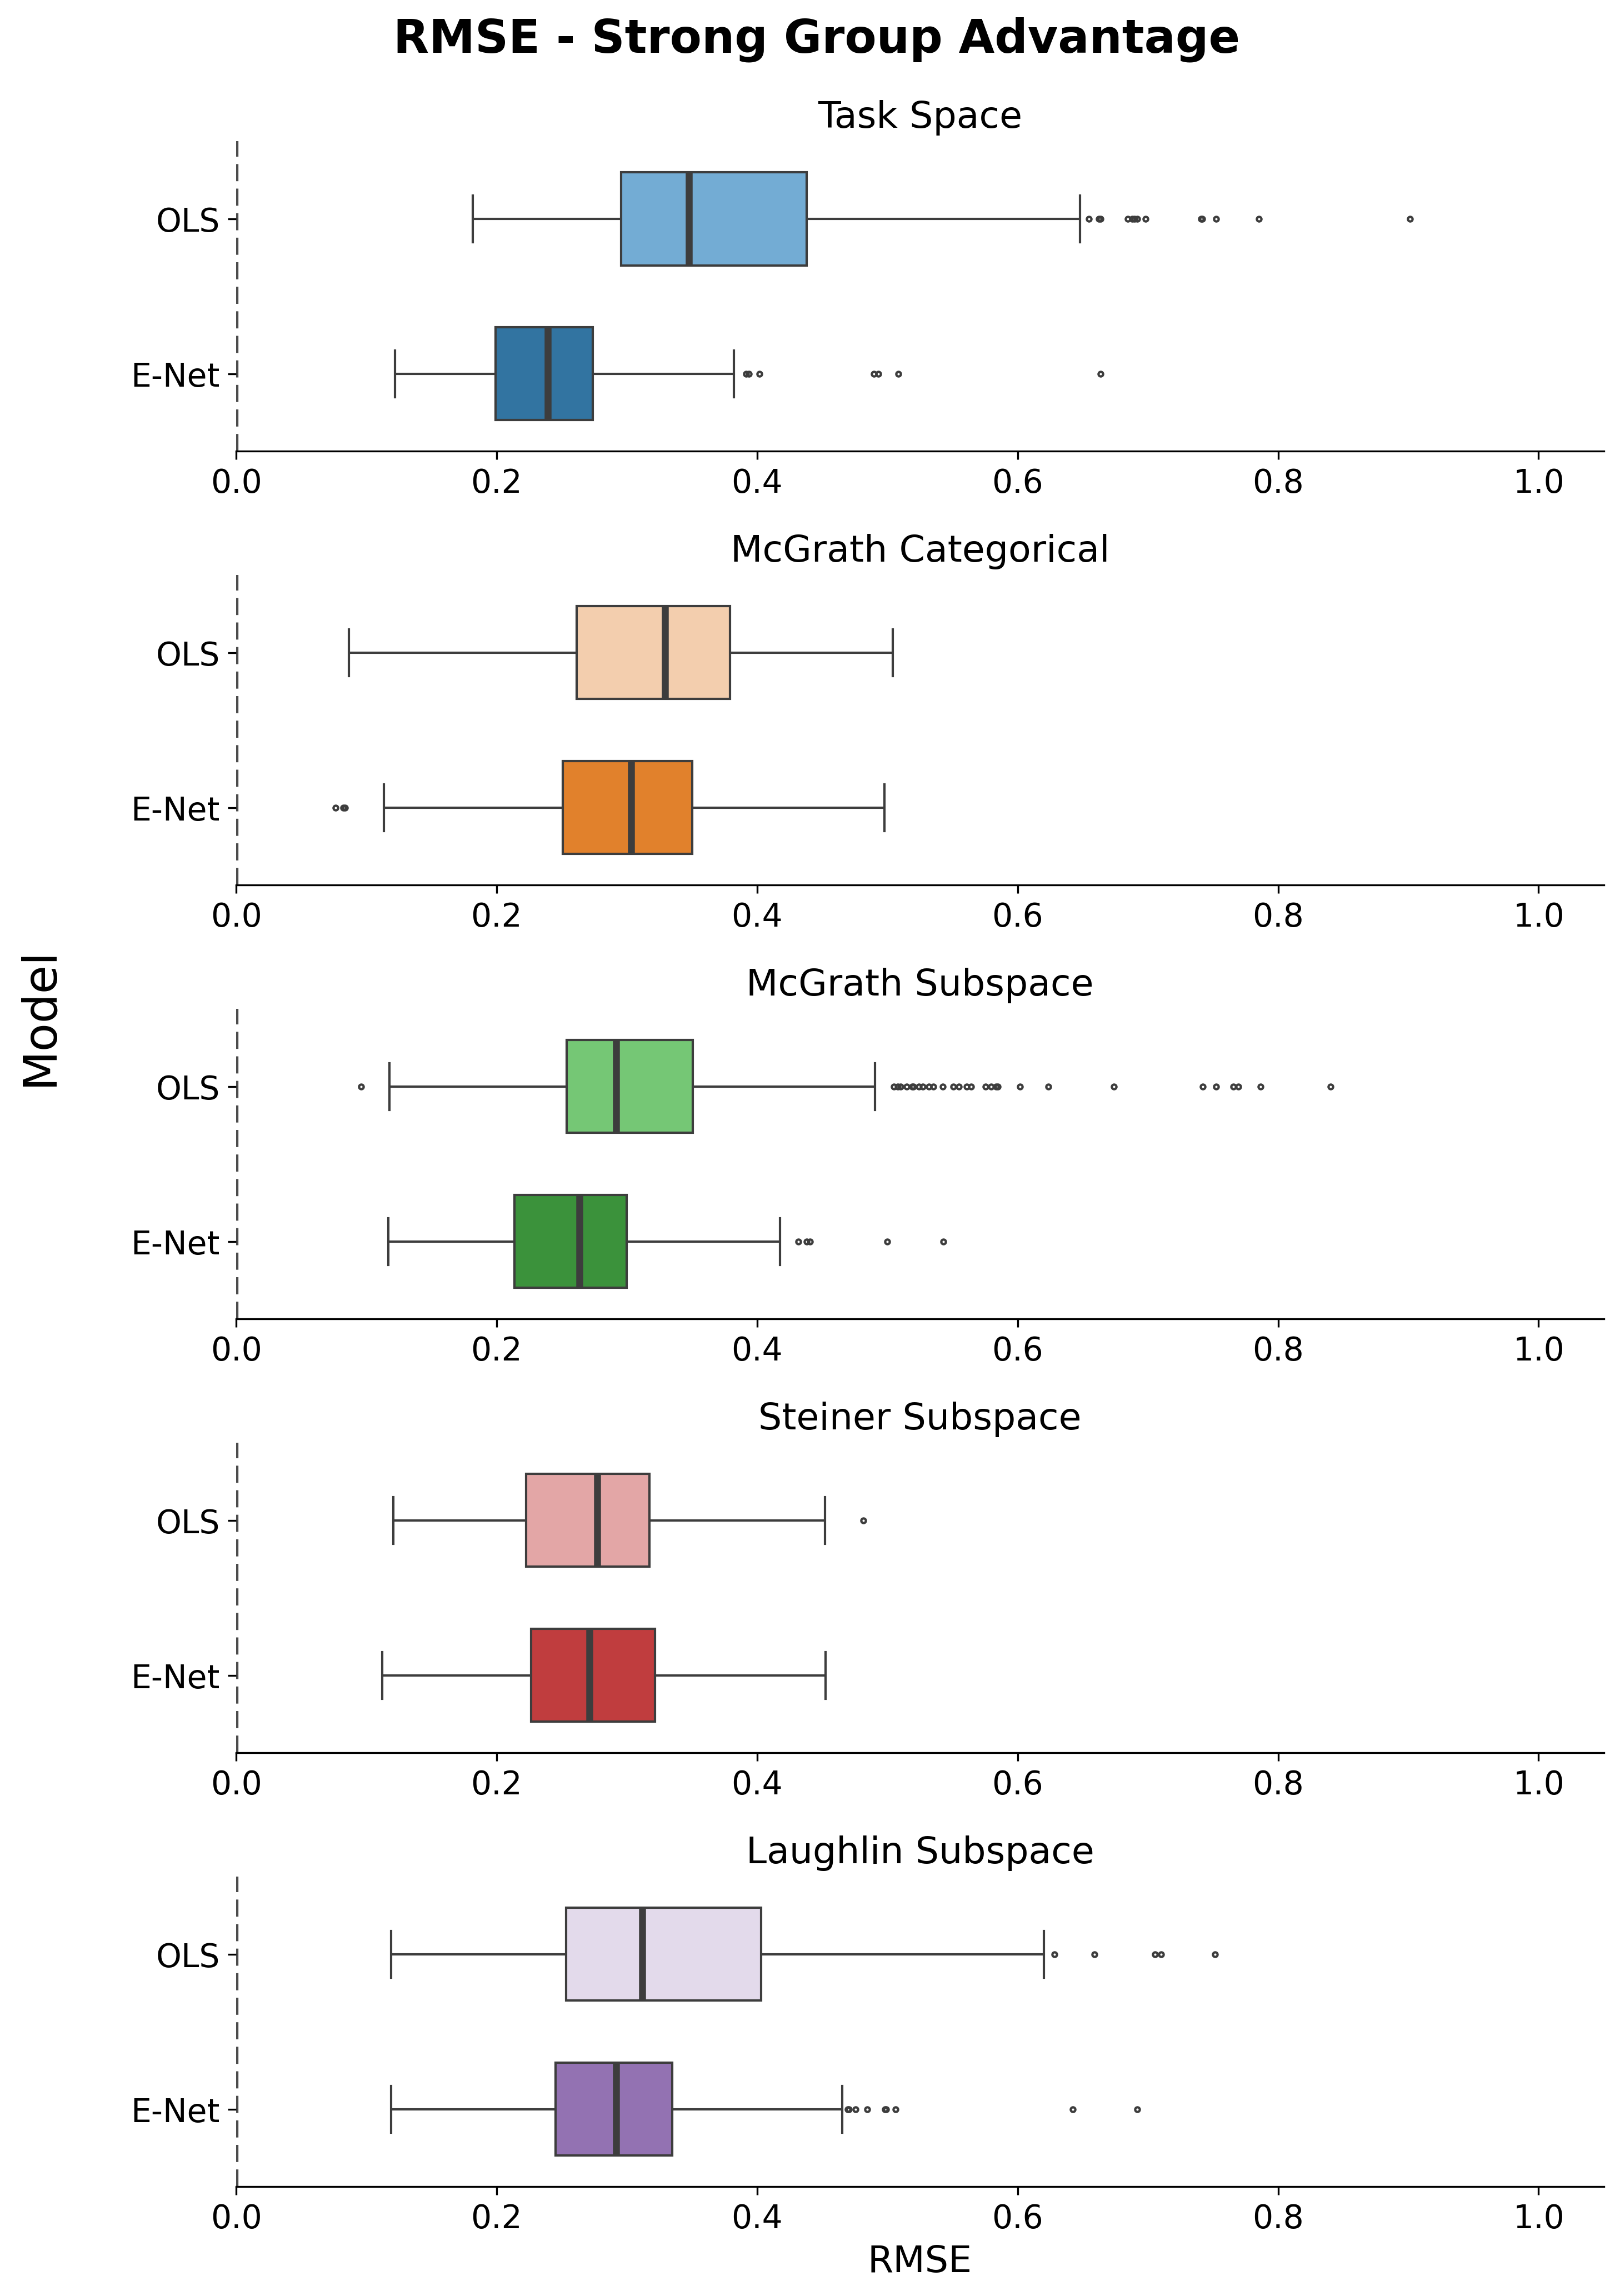 RMSE - Strong Group Advantage
Task Space
OLS
E-Net
0.0 0.2 0.4 0.6 0.8 1.0
McGrath Categorical
OLS
E-Net
0.0 0.2 0.4 0.6 0.8 1.0
Model
McGrath Subspace
OLS
E-Net
0.0 0.2 0.4 0.6 0.8 1.0
Steiner Subspace
OLS
E-Net
0.0 0.2 0.4 0.6 0.8 1.0
Laughlin Subspace
OLS
E-Net
0.0 0.2 0.4 0.6 0.8 1.0
RMSE